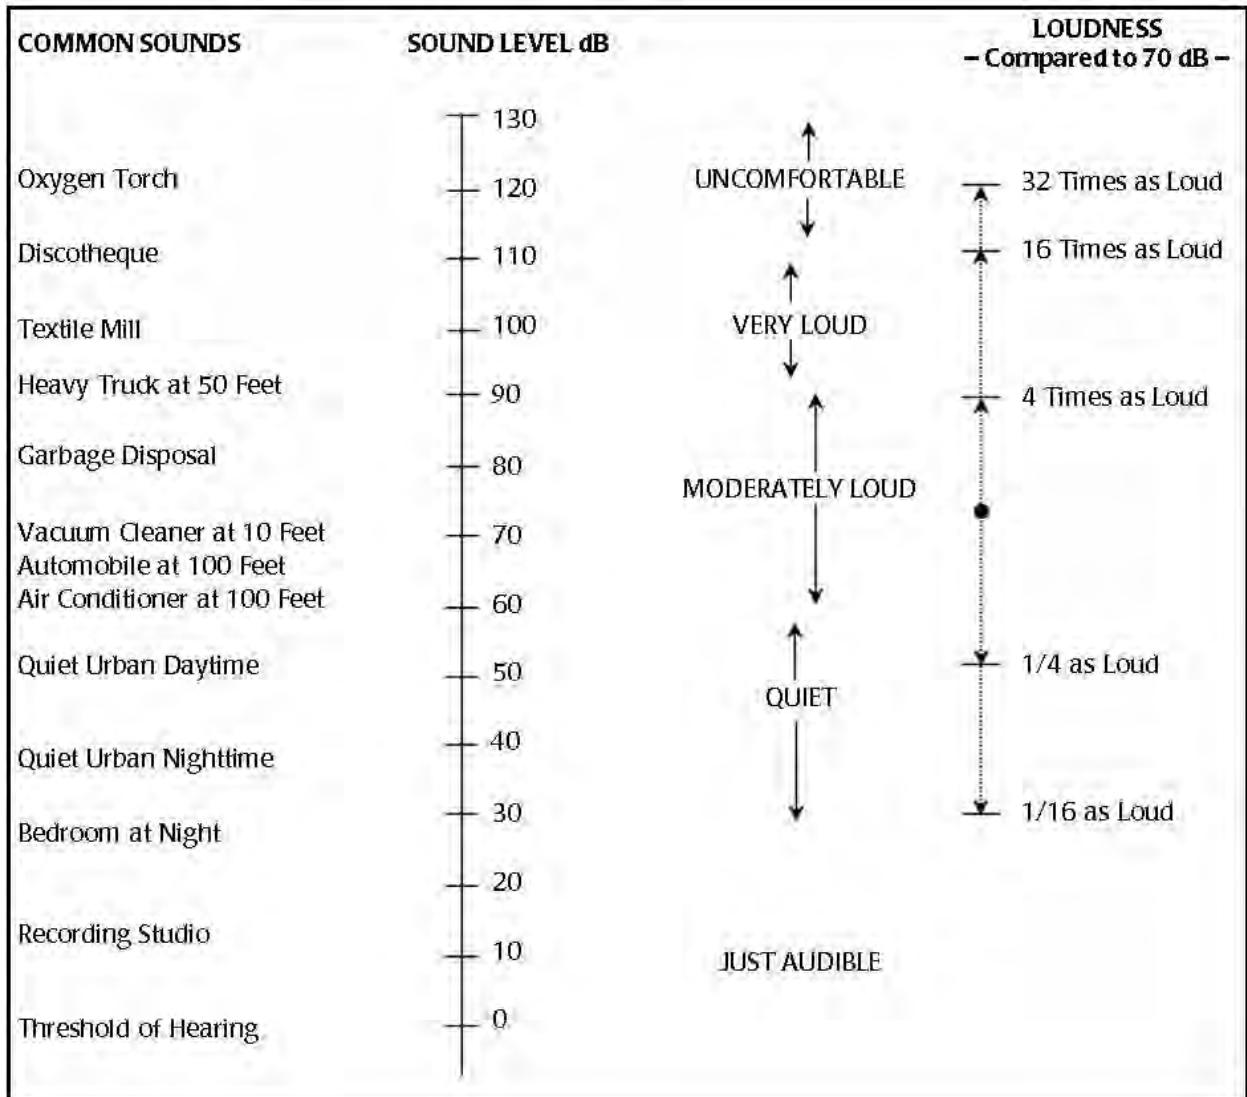 COMMON SOUNDS
SOUND LEVEL dB
LOUDNESS
– Compared to 70 dB –
130
Oxygen Torch
120
UNCOMFORTABLE
32 Times as Loud
Discotheque
110
16 Times as Loud
Textile Mill
100
VERY LOUD
Heavy Truck at 50 Feet
90
4 Times as Loud
Garbage Disposal
80
MODERATELY LOUD
Vacuum Cleaner at 10 Feet
70
Automobile at 100 Feet
Air Conditioner at 100 Feet
60
Quiet Urban Daytime
50
1/4 as Loud
QUIET
Quiet Urban Nighttime
40
Bedroom at Night
30
1/16 as Loud
20
Recording Studio
10
JUST AUDIBLE
Threshold of Hearing
0